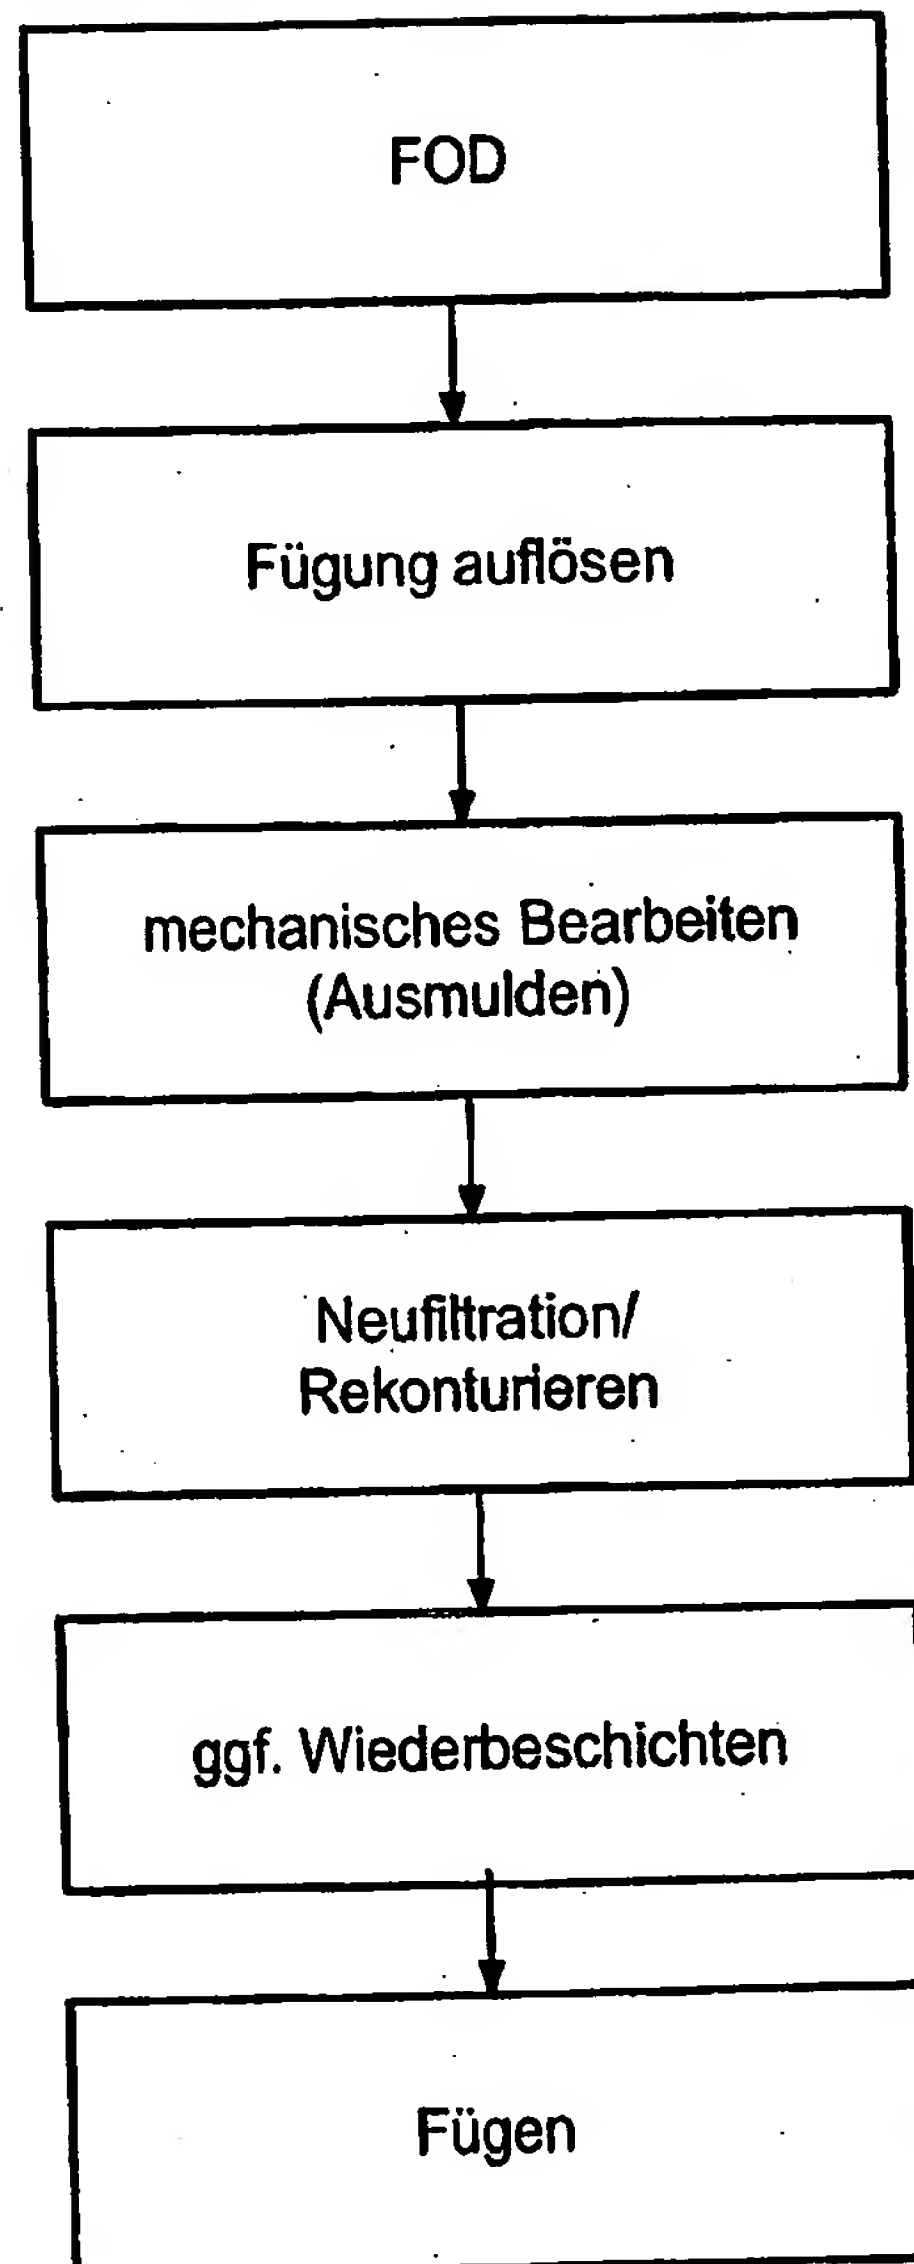 FOD
Fügung auflösen
mechanisches Bearbeiten
(Ausmulden)
Neufiltration/
Rekonturieren
ggf. Wiederbeschichten
Fügen